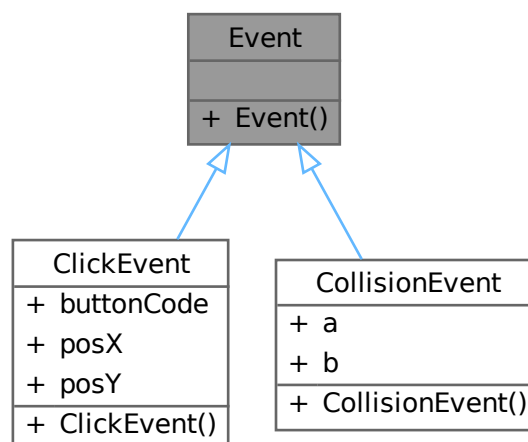 Event
+ Event()
ClickEvent
+ buttonCode
+ posX
+ posY
+ ClickEvent()
CollisionEvent
+ a
+ b
+ CollisionEvent()